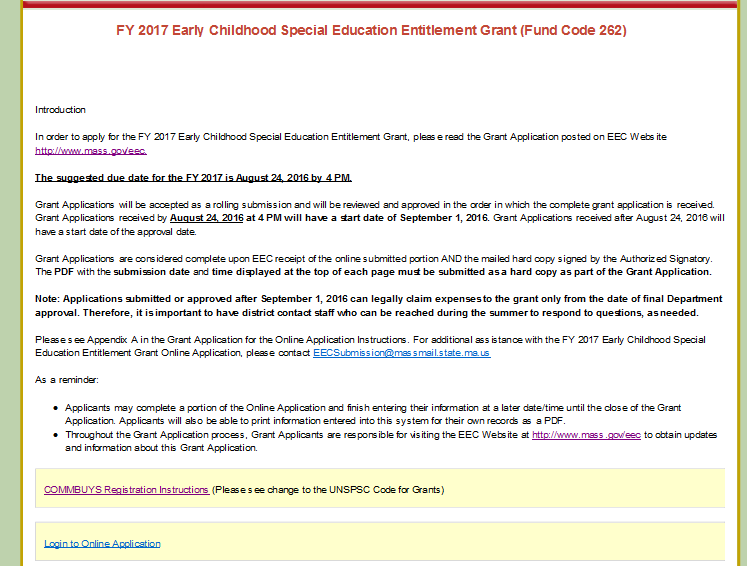 FY 2017 Early Childhood Special Education Entitlement Grant (Fund Code 262)
Introduction
In order to apply for the FY 2017 Early Childhood Special Education Entitlement Grant, please read the Grant Application posted on EEC Website
http://www.mass.gov/eec.
The suggested due date for the FY 2017 is August 24, 2016 by 4 PM.
Grant Applications will be accepted as a rolling submission and will be reviewed and approved in the order in which the complete grant application is received.
Grant Applications received by August 24, 2016 at 4 PM will have a start date of September 1, 2016. Grant Applications received after August 24, 2016 will
have a start date of the approval date.
Grant Applications are considered complete upon EEC receipt of the online submitted portion AND the mailed hard copy signed by the Authorized Signatory.
The PDF with the submission date and time displayed at the top of each page must be submitted as a hard copy as part of the Grant Application.
Note: Applications submitted or approved after September 1, 2016 can legally claim expenses to the grant only from the date of final Department
approval. Therefore, it is important to have district contact staff who can be reached during the summer to respond to questions, as needed.
Please see Appendix A in the Grant Application for the Online Application Instructions. For additional assistance with the FY 2017 Early Childhood Special
Education Entitlement Grant Online Application, please contact EECSubmission@massmail.state.ma.us
As a reminder:
• Applicants may complete a portion of the Online Application and finish entering their information at a later date/time until the close of the Grant
Application. Applicants will also be able to print information entered into this system for their own records as a PDF.
• Throughout the Grant Application process, Grant Applicants are responsible for visiting the EEC Website at http://www.mass.gov/eec to obtain updates
and information about this Grant Application.
COMMBUYS Registration Instructions (Please see change to the UNSPSC Code for Grants)
Login to Online Application